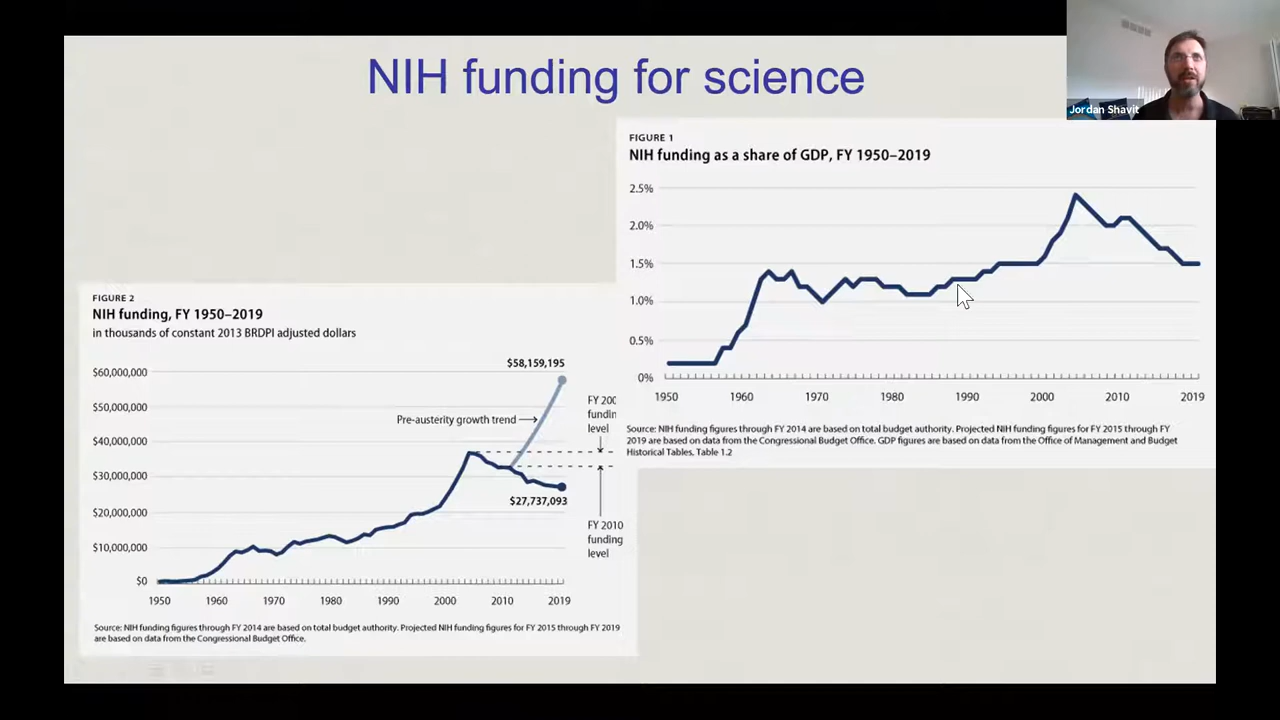 NIH funding for science
Jordan Shavit
FIGURE 1
NIH funding as a share of GDP, FY 1950–2019
2.5%
2.0%
1.5%
1.0%
0.5%
0%
1950 1960 1970 1980 1990 2000 2010 2019
Source: NIH funding figures through FY 2014 are based on total budget authority. Projected NIH funding figures for FY 2015 through FY
2019 are based on data from the Congressional Budget Office. GDP figures are based on data from the Office of Management and Budget
Historical Tables, Table 1.2
FIGURE 2
NIH funding, FY 1950–2019
in thousands of constant 2013 BRDPI adjusted dollars
$58,159,195
$60,000,000
$50,000,000
$40,000,000
$30,000,000
$20,000,000
$10,000,000
$0
Pre-austerity growth trend
FY 200
fundin
level
$27,737,093
FY 2010
funding
level
1950 1960 1970 1980 1990 2000 2010 2019
Source: NIH funding figures through FY 2014 are based on total budget authority. Projected NIH funding figures for FY 2015 through FY 2019
are based on data from the Congressional Budget Office.